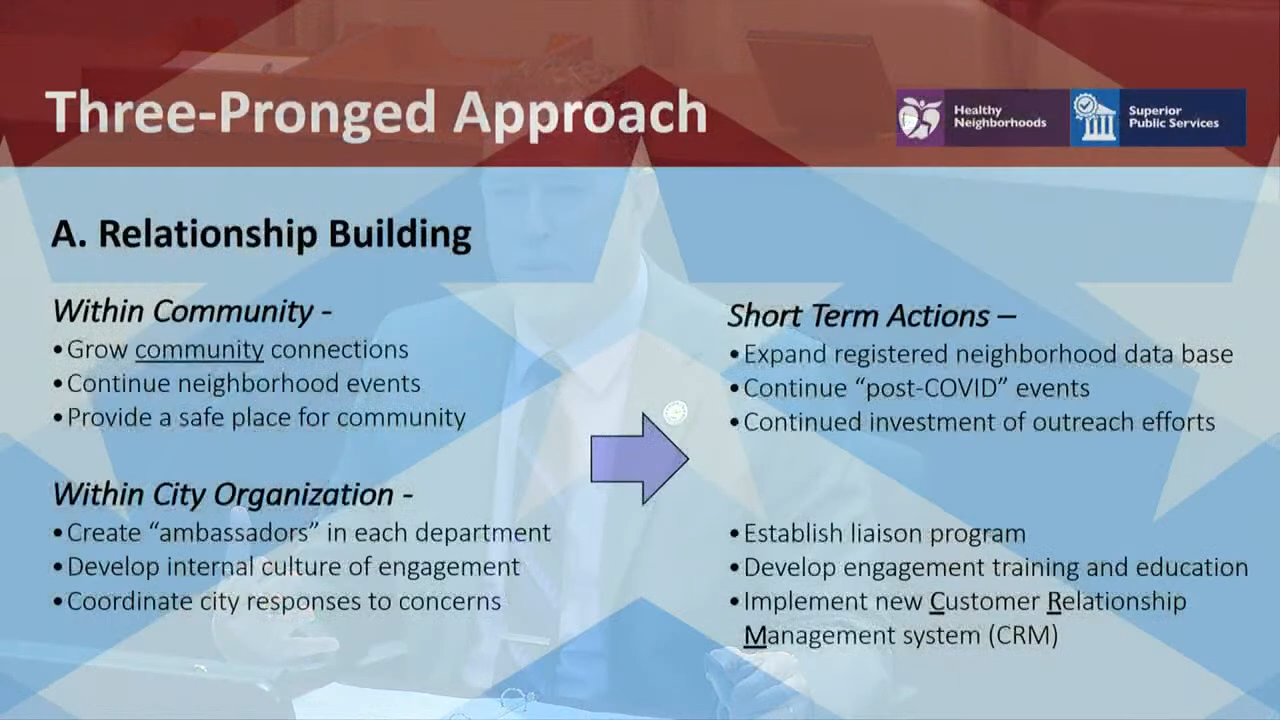 Three-Pronged Approach
Healthy
Neighborhoods
Superior
Public Services
A. Relationship Building
Within Community -
•Grow community connections
•Continue neighborhood events
•Provide a safe place for community
Within City Organization -
•Create “ambassadors” in each department
•Develop internal culture of engagement
•Coordinate city responses to concerns
Short Term Actions –
•Expand registered neighborhood data base
•Continue “post-COVID” events
•Continued investment of outreach efforts
•Establish liaison program
•Develop engagement training and education
•Implement new Customer Relationship
Management system (CRM)